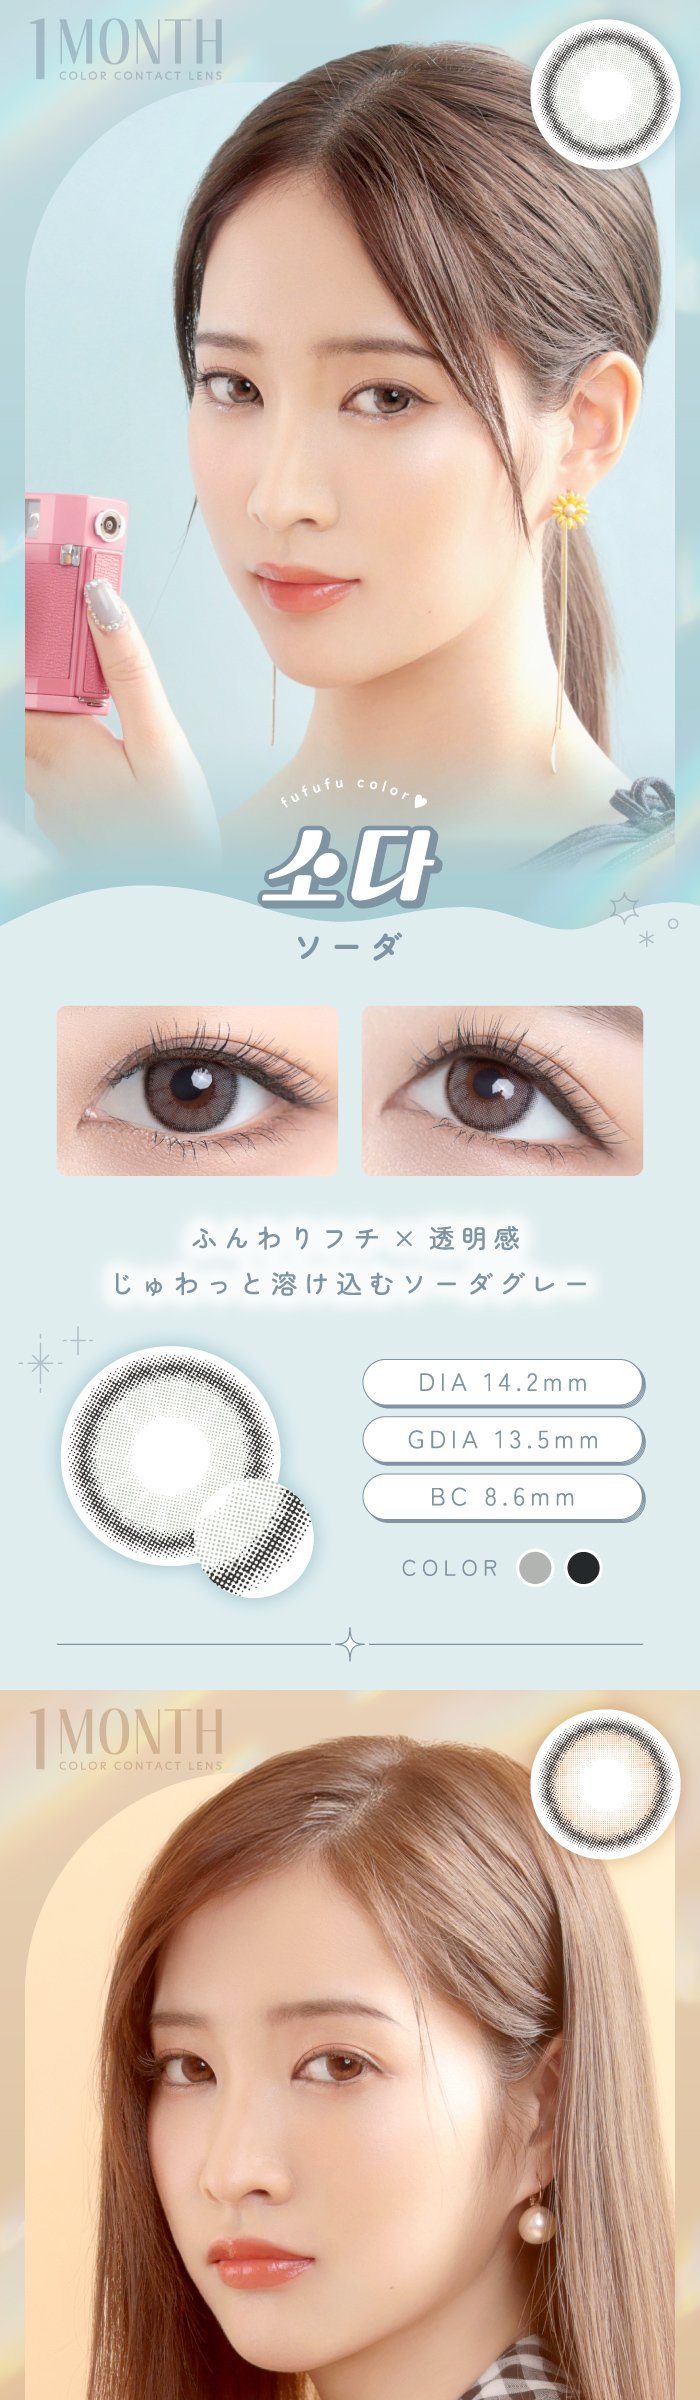 1MONTH
COLOR CONTACT LENS
fufufu color♥
소다
ソーダ
ふんわりフチ×透明感
じゅわっと溶け込むソーダグレー
DIA 14.2mm
GDIA 13.5mm
BC 8.6mm
COLOR
1MONTH
COLOR CONTACT LENS